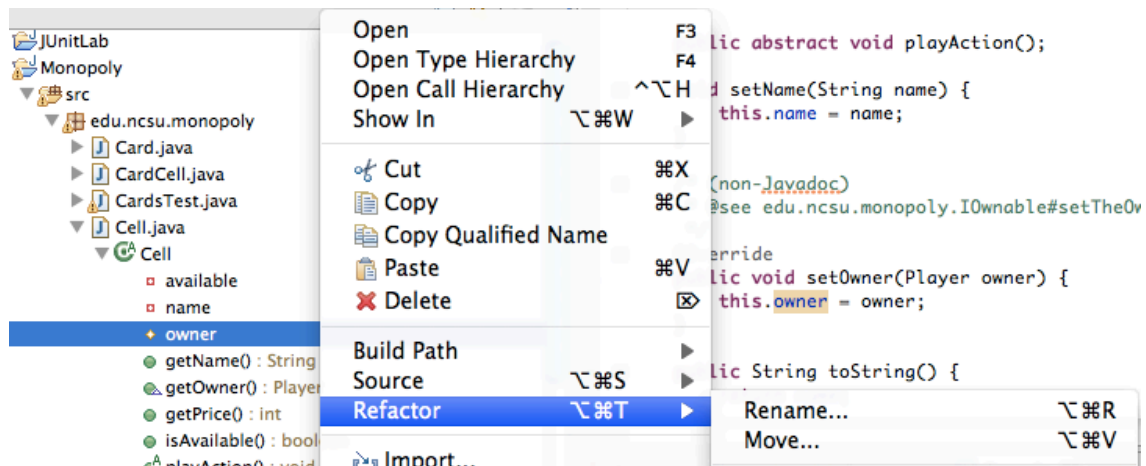 JUnitLab
Monopoly
src
edu.ncsu.monopoly
Card.java
CardCell.java
CardsTest.java
Cell.java
Cell
available
name
owner
getName() : String
getOwner() : Player
getPrice() : int
isAvailable() : bool
playAction() : void
Open F3
Open Type Hierarchy F4
Open Call Hierarchy ^⌥H
Show In ⌥⌘W ▶
Cut ⌘X
Copy ⌘C
Copy Qualified Name
Paste ⌘V
Delete ⌦
Build Path ▶
Source ⌥⌘S ▶
Refactor ⌥⌘T ▶
Import...
Rename... ⌥⌘R
Move... ⌥⌘V
lic abstract void playAction();
d setName(String name) {
this.name = name;
(non-Javadoc)
@see edu.ncsu.monopoly.IOwnable#setTheOw
erride
lic void setOwner(Player owner) {
this.owner = owner;
lic String toString() {